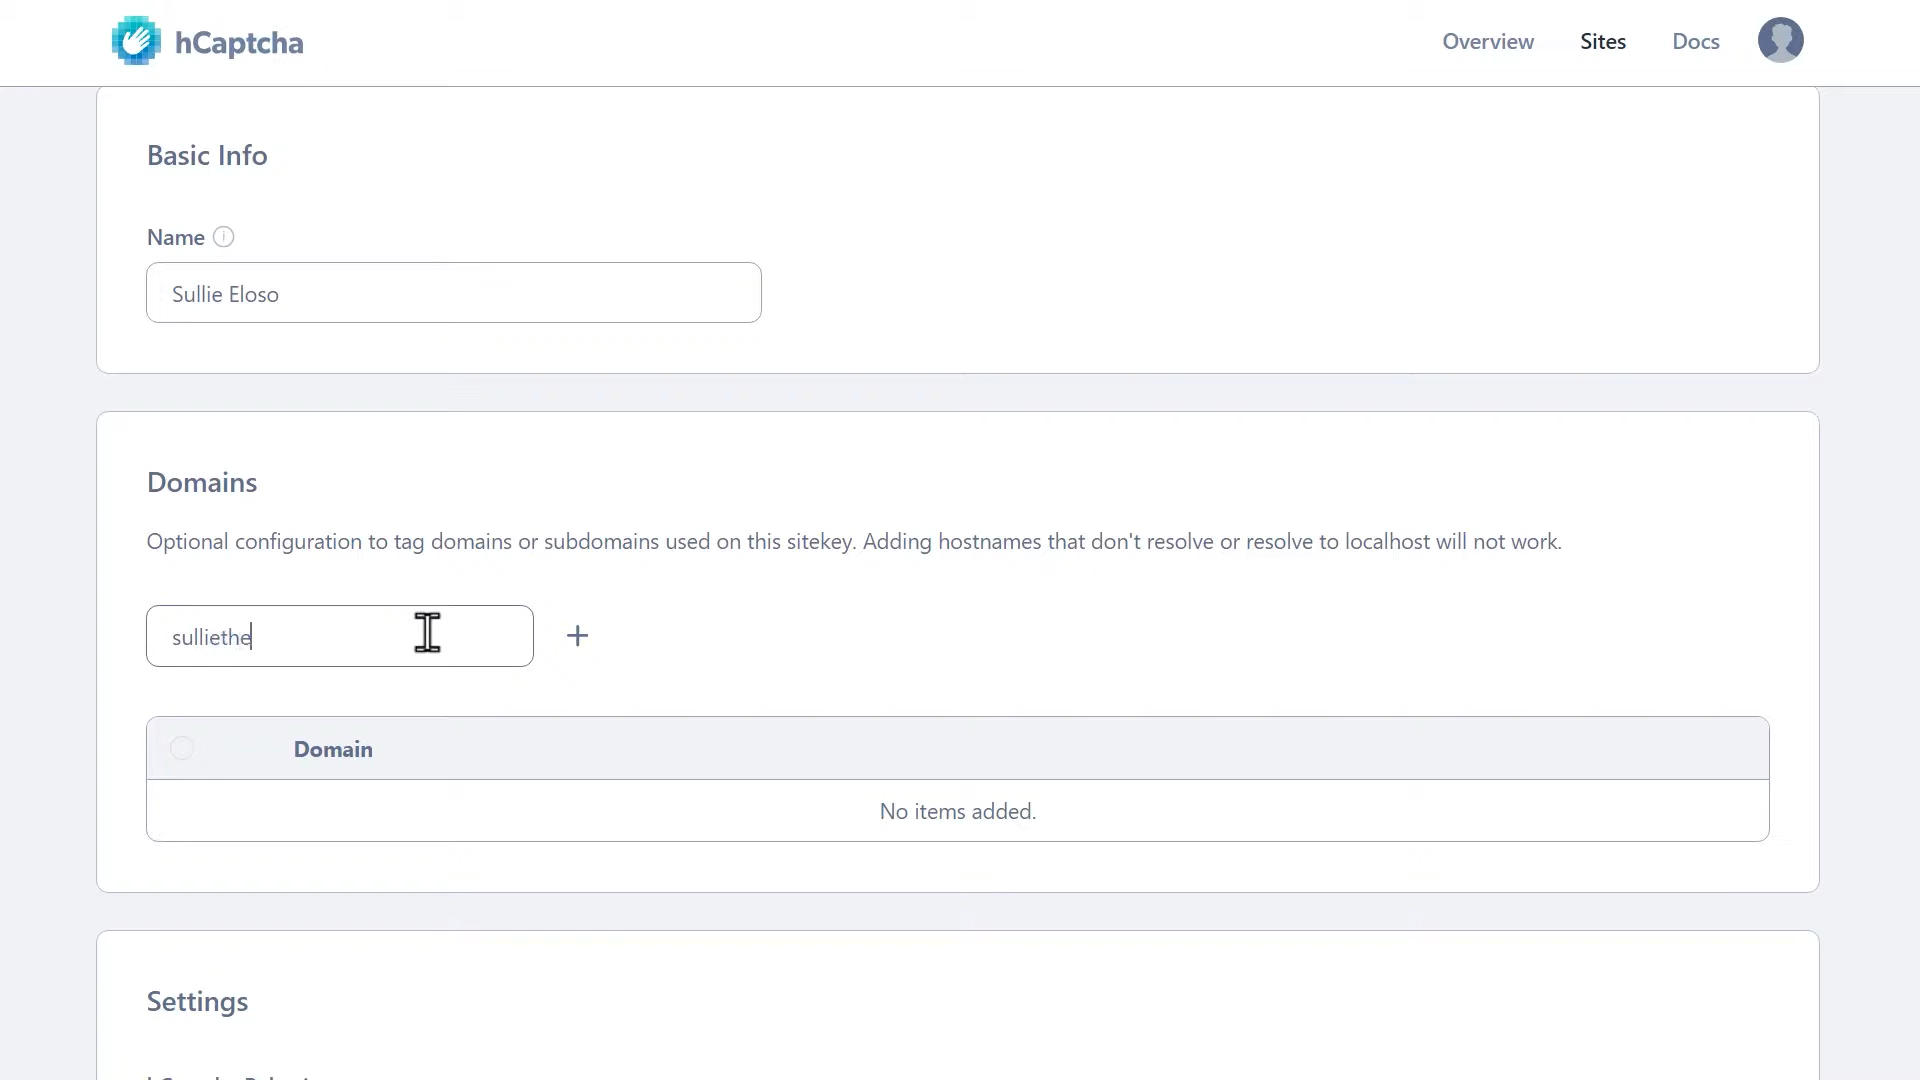 hCaptcha
Overview Sites Docs
Basic Info
Name
Sullie Eloso
Domains
Optional configuration to tag domains or subdomains used on this sitekey. Adding hostnames that don't resolve or resolve to localhost will not work.
sulliethe
Domain
No items added.
Settings